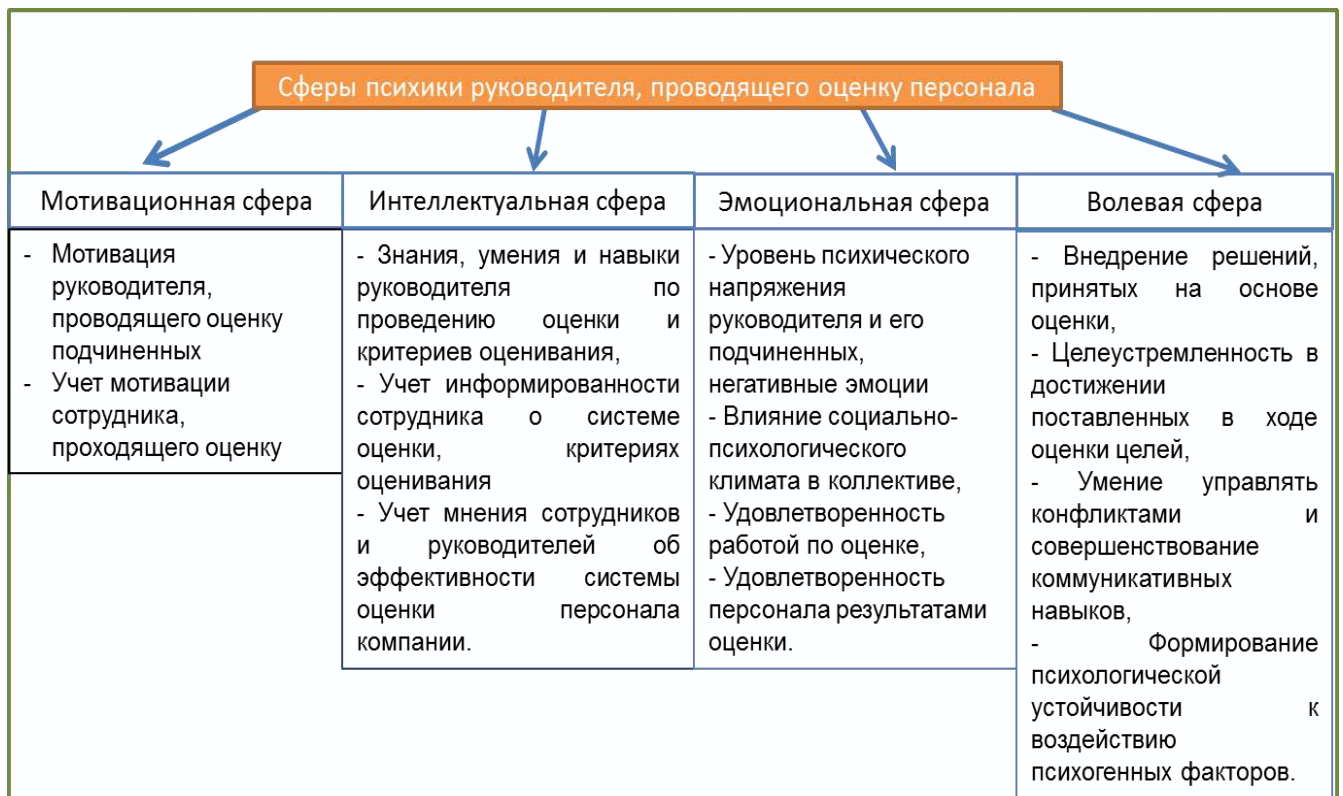 Сферы психики руководителя, проводящего оценку персонала
Мотивационная сфера
- Мотивация
руководителя,
проводящего оценку
подчиненных
- Учет мотивации
сотрудника,
проходящего оценку
Интеллектуальная сфера
- Знания, умения и навыки
руководителя по
проведению оценки и
критериев оценивания,
- Учет информированности
сотрудника о системе
оценки, критериях
оценивания
- Учет мнения сотрудников
и руководителей об
эффективности системы
оценки персонала
компании.
Эмоциональная сфера
- Уровень психического
напряжения
руководителя и его
подчиненных,
негативные эмоции
- Влияние социально-
психологического
климата в коллективе,
- Удовлетворенность
работой по оценке,
- Удовлетворенность
персонала результатами
оценки.
Волевая сфера
- Внедрение решений,
принятых на основе
оценки,
- Целеустремленность в
достижении
поставленных в ходе
оценки целей,
- Умение управлять
конфликтами и
совершенствование
коммуникативных
навыков,
- Формирование
психологической
устойчивости к
воздействию
психогенных факторов.